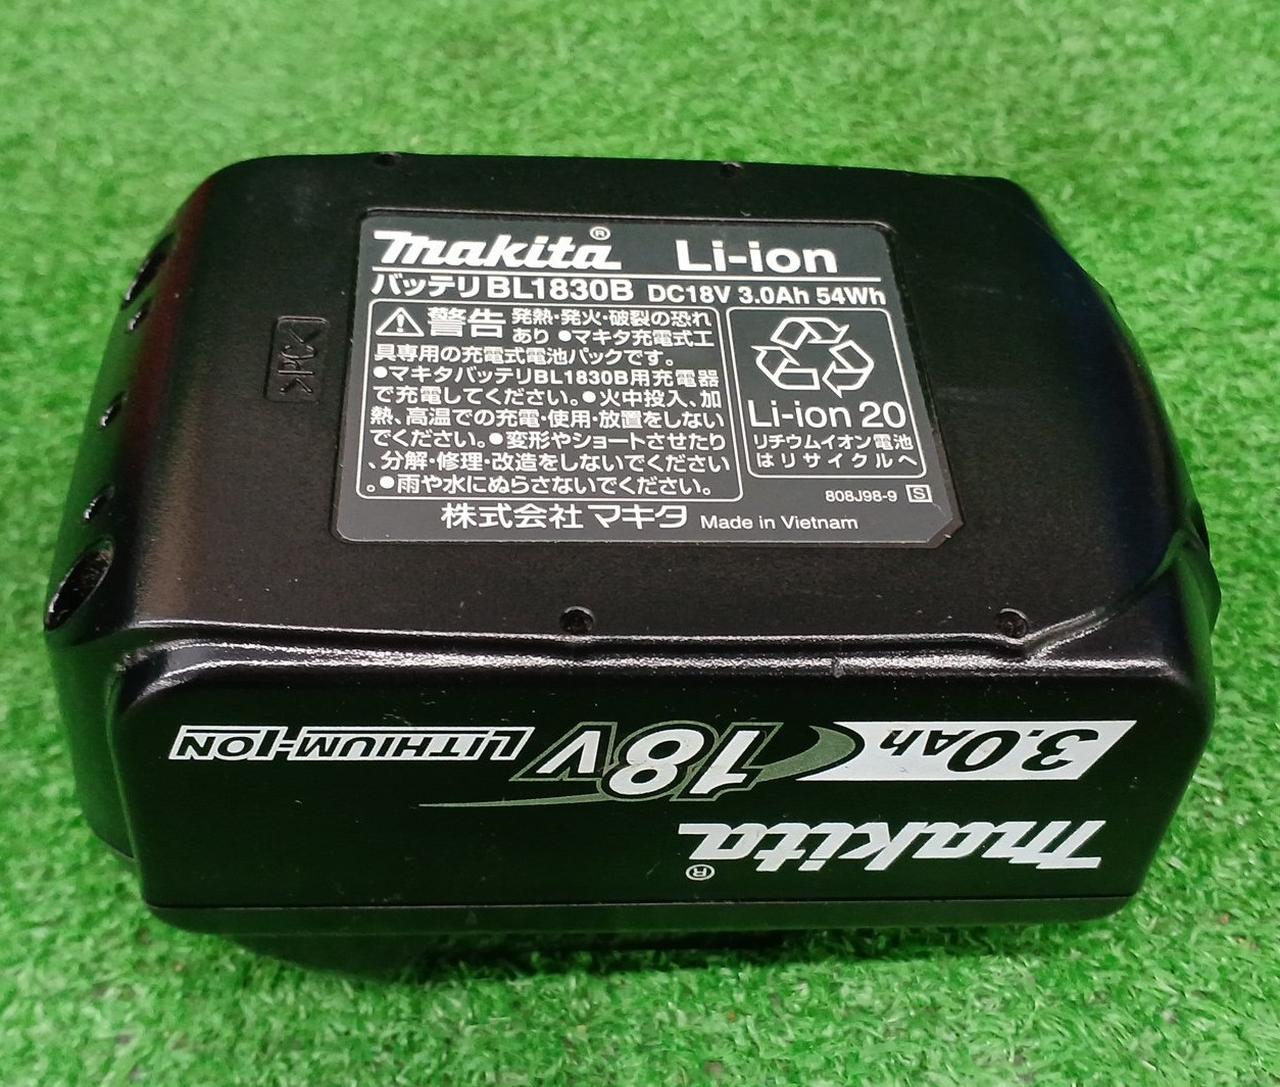 makita® Li-ion
バッテリ BL1830B DC18V 3.0Ah 54Wh
警告 発熱・発火・破裂の恐れ
あり ●マキタ充電式工
具専用の充電式電池パックです。
●マキタバッテリBL1830B用充電器
で充電してください。●火中投入、加
熱、高温での充電・使用・放置をしない
でください。●変形やショートさせたり
、分解・修理・改造をしないでください
。●雨や水にぬらさないでください。
Li-ion 20
リチウムイオン電池
はリサイクルへ
808J98-9 S
株式会社 マキタ Made in Vietnam
>PC<
makita®
3.0Ah 18V LITHIUM-ION